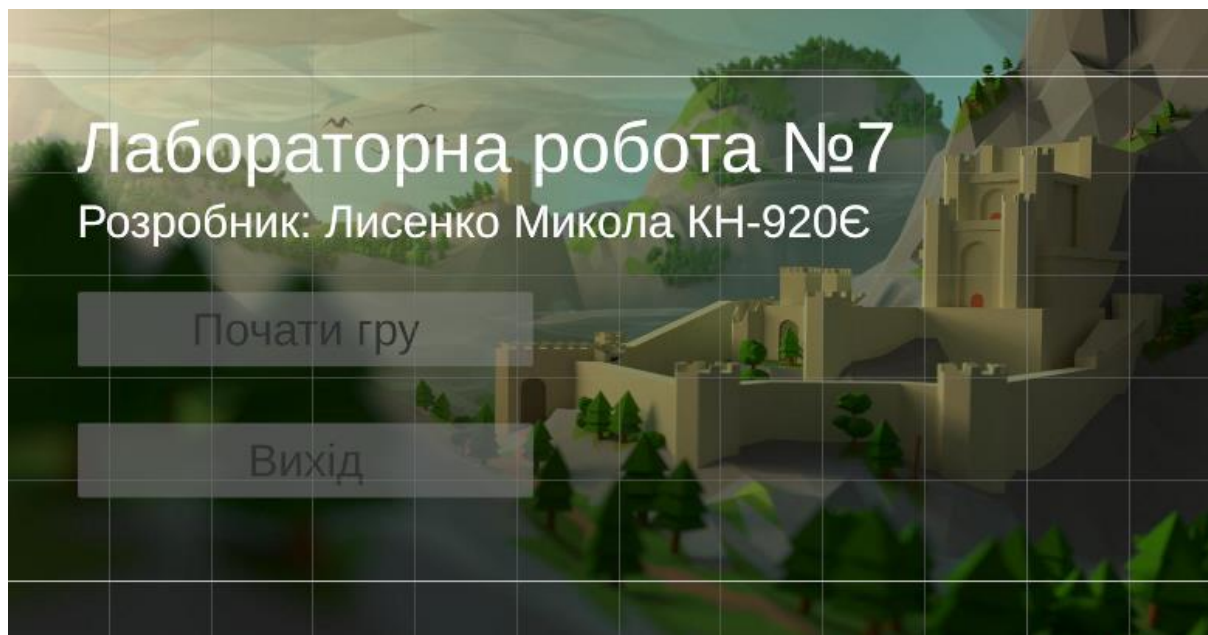 Лабораторна робота №7
Розробник: Лисенко Микола КН-920Є
Почати гру
Вихід